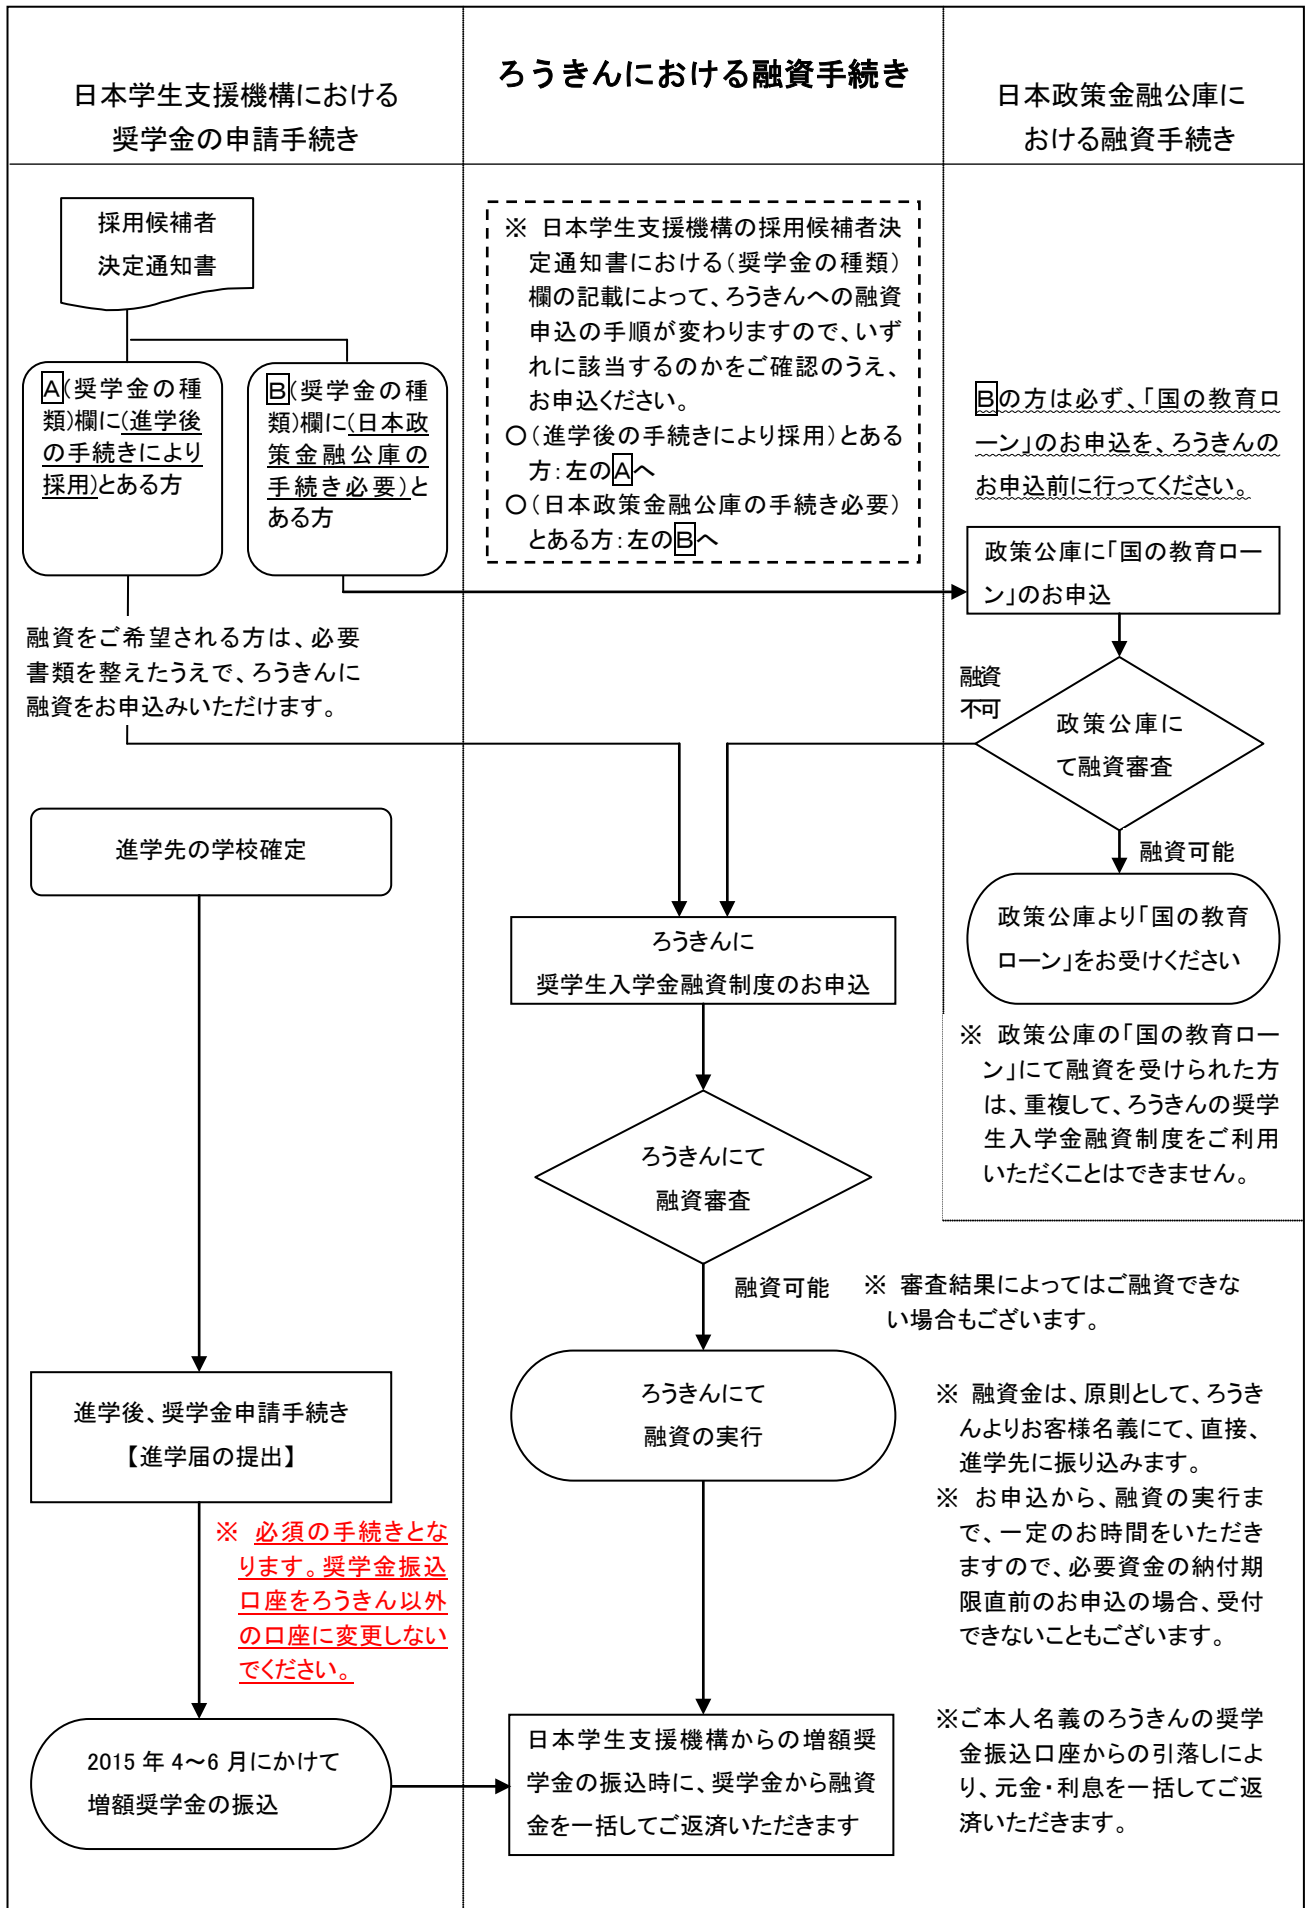 日本学生支援機構における
奨学金の申請手続き
ろうきんにおける融資手続き
日本政策金融公庫に
おける融資手続き
採用候補者
決定通知書
A(奨学金の種
類)欄に(進学後
の手続きにより
採用)とある方
B(奨学金の種
類)欄に(日本政
策金融公庫の
手続き必要)と
ある方
融資をご希望される方は、必要
書類を整えたうえで、ろうきんに
融資をお申込みいただけます。
進学先の学校確定
進学後、奨学金申請手続き
【進学届の提出】
※ 必須の手続きとな
ります。奨学金振込
口座をろうきん以外
の口座に変更しない
でください。
2015 年 4～6 月にかけて
増額奨学金の振込
※ 日本学生支援機構の採用候補者決
定通知書における(奨学金の種類)
欄の記載によって、ろうきんへの融資
申込の手順が変わりますので、いず
れに該当するのかをご確認のうえ、
お申込ください。
○(進学後の手続きにより採用)とある
方：左のAへ
○(日本政策金融公庫の手続き必要)
とある方：左のBへ
ろうきんに
奨学生入学金融資制度のお申込
ろうきんにて
融資審査
融資可能
※ 審査結果によってはご融資できな
い場合もございます。
ろうきんにて
融資の実行
日本学生支援機構からの増額奨
学金の振込時に、奨学金から融資
金を一括してご返済いただきます
Bの方は必ず、「国の教育ロ
ーン」のお申込を、ろうきんの
お申込前に行ってください。
政策公庫に「国の教育ロー
ン」のお申込
融資
不可
政策公庫に
て融資審査
融資可能
政策公庫より「国の教育
ローン」をお受けください
※ 政策公庫の「国の教育ロー
ン」にて融資を受けられた方
は、重複して、ろうきんの奨学
生入学金融資制度をご利用
いただくことはできません。
※ 融資金は、原則として、ろうき
んよりお客様名義にて、直接、
進学先に振り込みます。
※ お申込から、融資の実行ま
で、一定のお時間をいただき
ますので、必要資金の納付期
限直前のお申込の場合、受付
できないこともございます。
※ご本人名義のろうきんの奨学
金振込口座からの引落しによ
り、元金・利息を一括してご返
済いただきます。